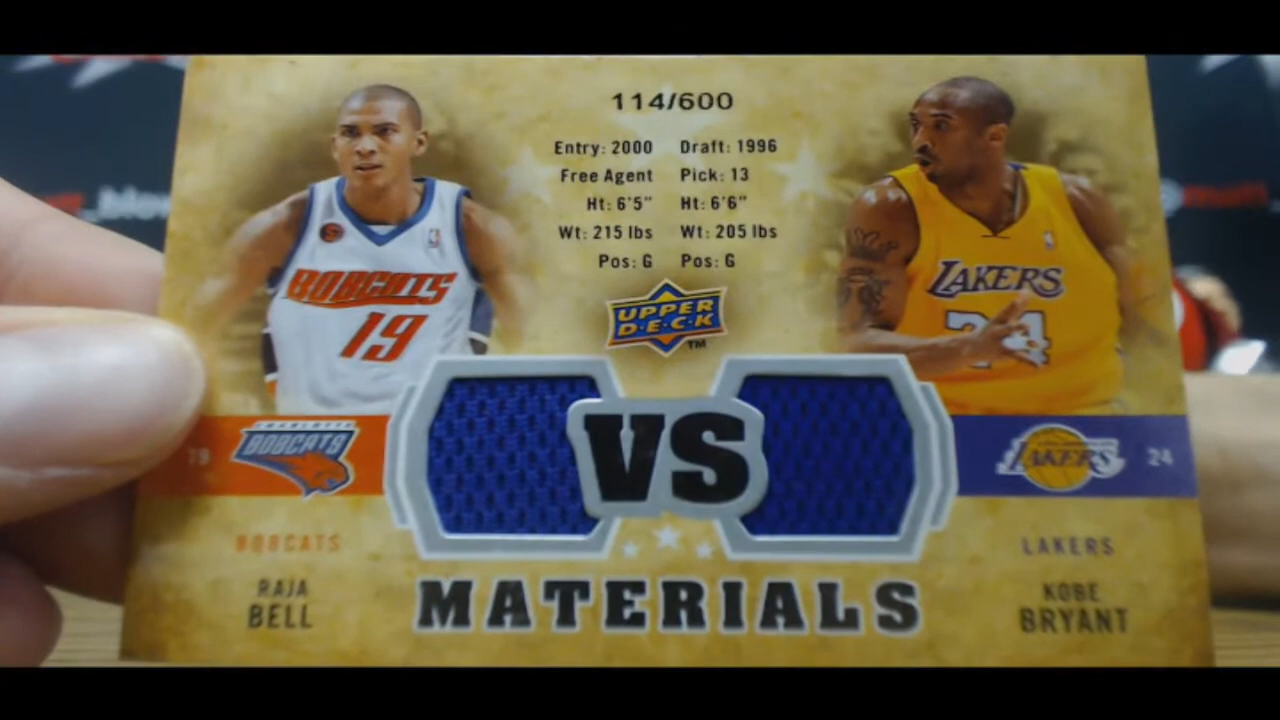 114/600
Entry: 2000 Draft: 1996
Free Agent Pick: 13
Ht: 6'5" Ht: 6'6"
Wt: 215 lbs Wt: 205 lbs
Pos: G Pos: G
BOBCATS
19
LAKERS
24
UPPER
D·E·C·K
TM
VS
19
CHARLOTTE
BOBCATS
LAKERS
24
BOBCATS
LAKERS
RAJA
BELL
KOBE
BRYANT
MATERIALS